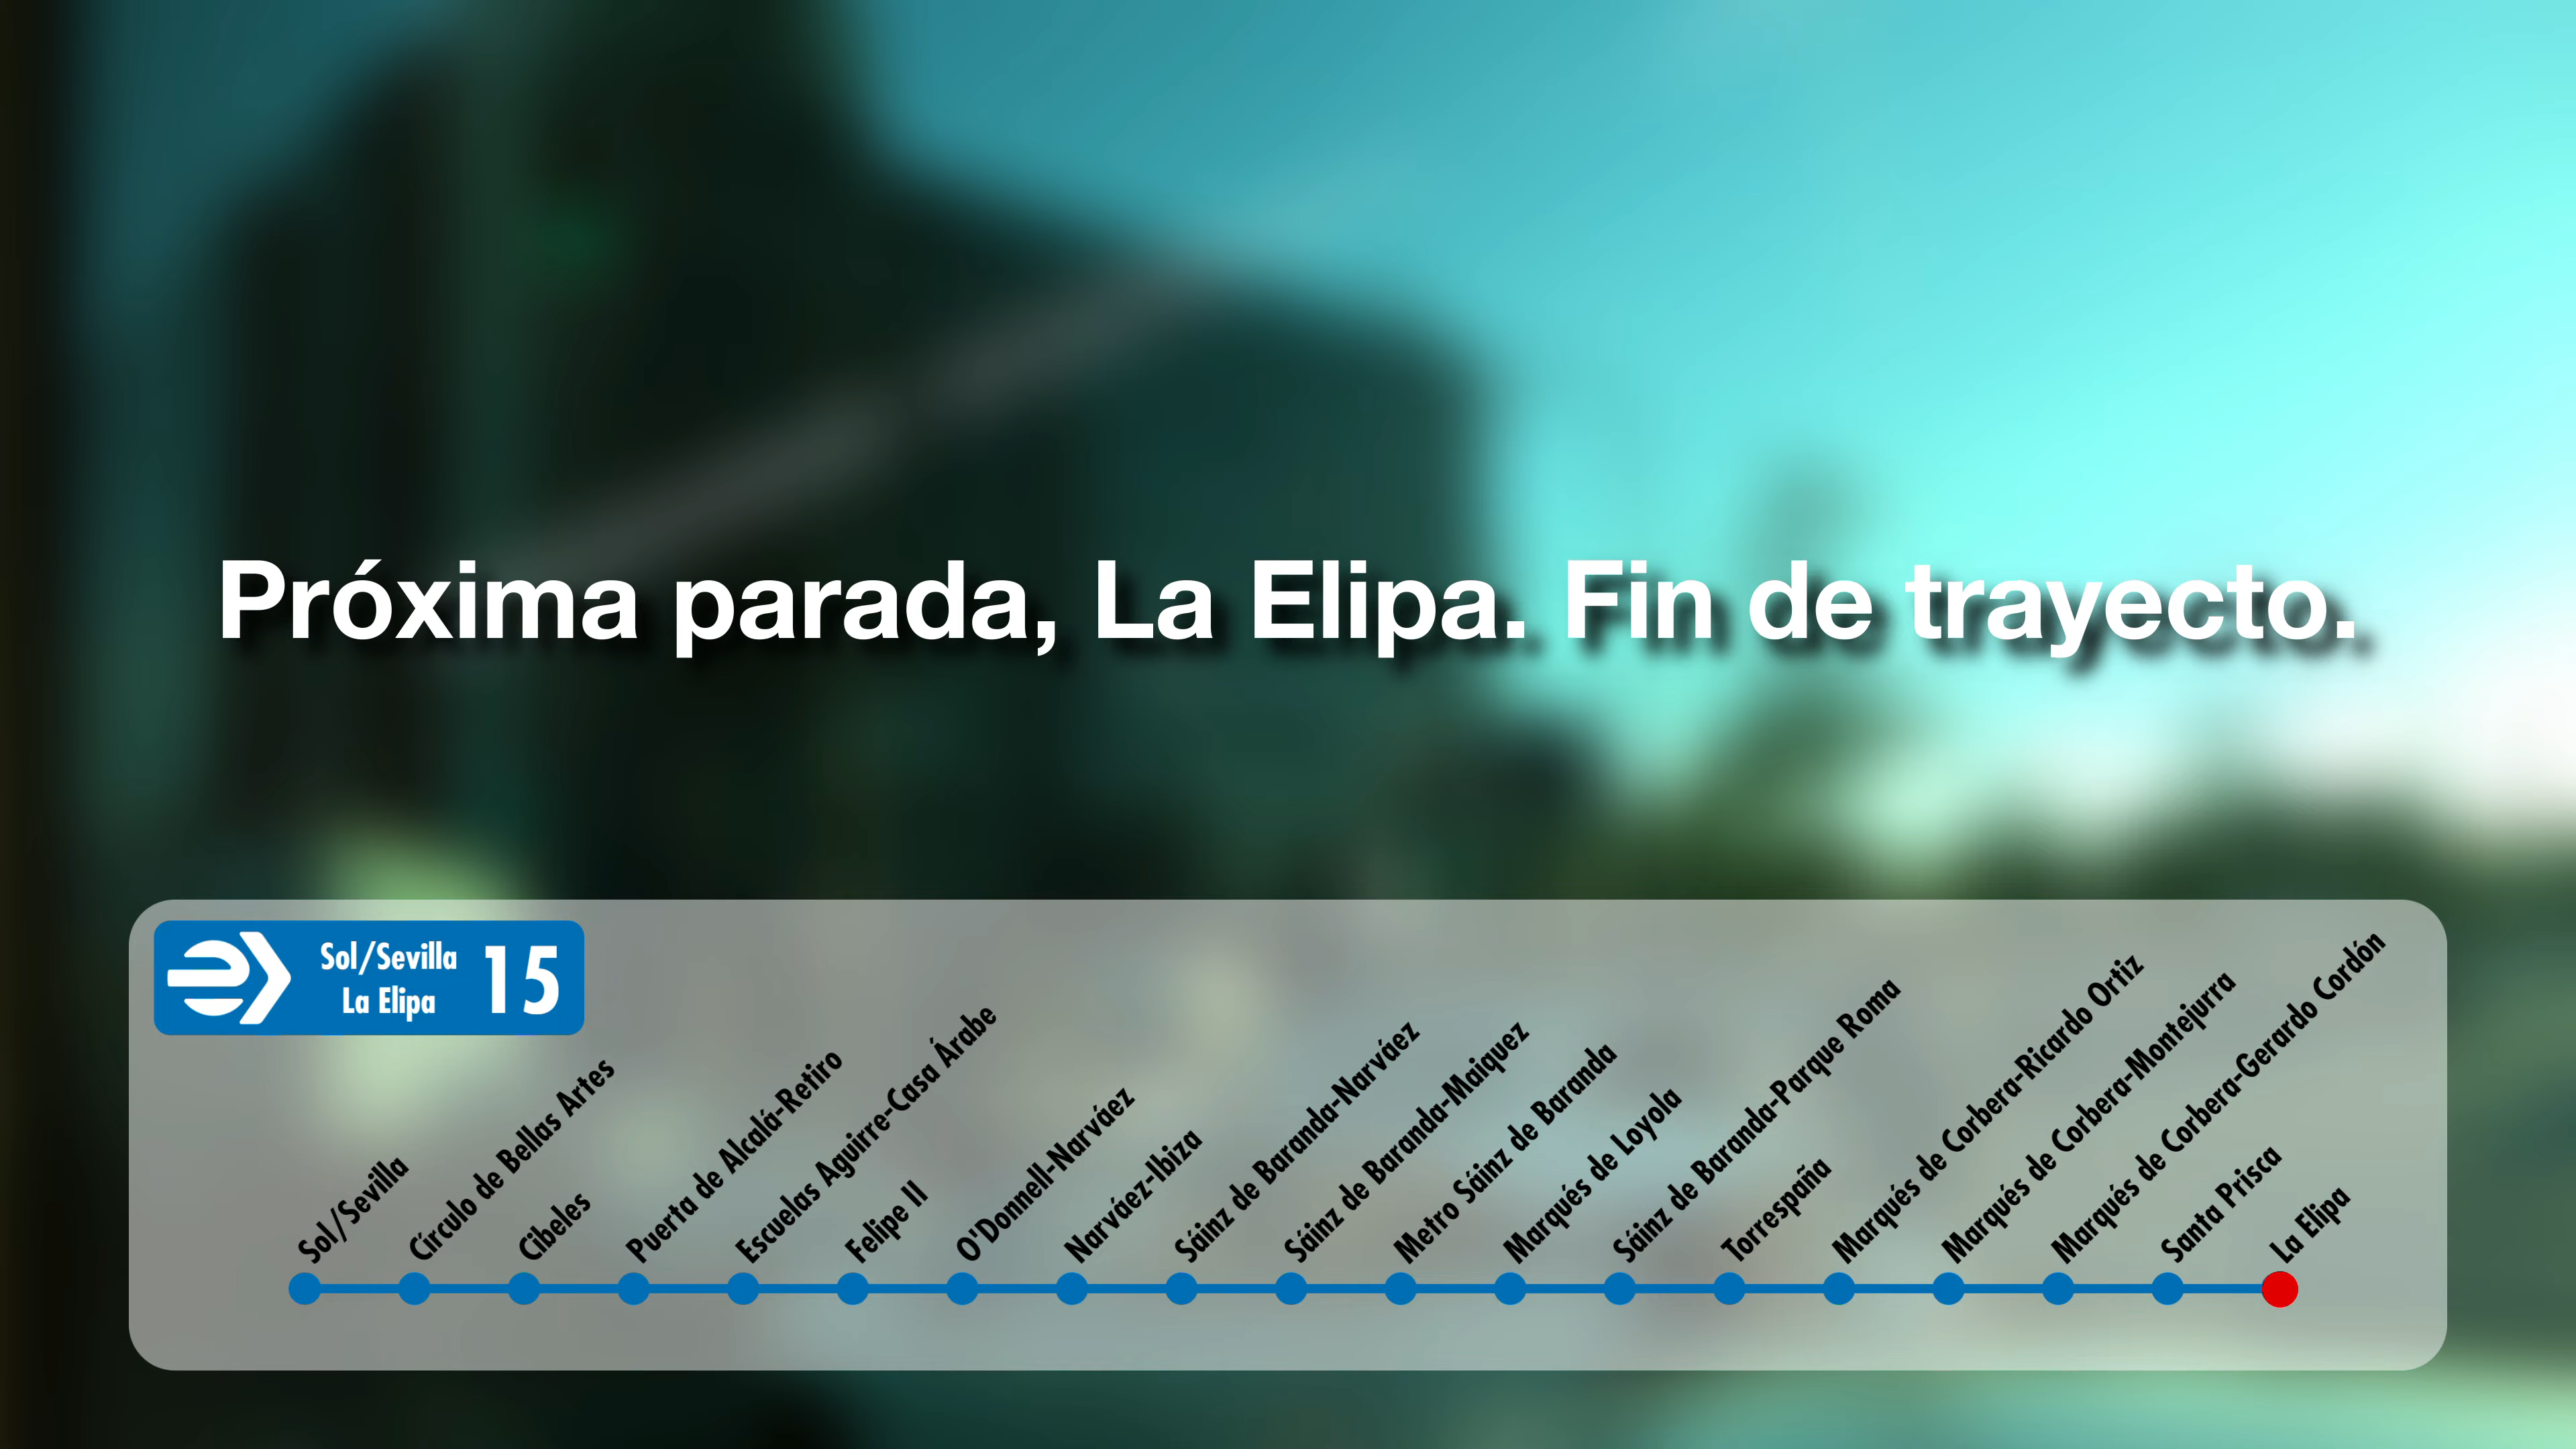 Próxima parada, La Elipa. Fin de trayecto.
Sol/Sevilla
La Elipa
15
Sol/Sevilla
Círculo de Bellas Artes
Cibeles
Puerta de Alcalá-Retiro
Escuelas Aguirre-Casa Árabe
Felipe II
O'Donnell-Narváez
Narváez-Ibiza
Sáinz de Baranda-Narváez
Sáinz de Baranda-Maiquez
Metro Sáinz de Baranda
Marqués de Loyola
Sáinz de Baranda-Parque Roma
Torrespaña
Marqués de Corbera-Ricardo Ortiz
Marqués de Corbera-Montejurra
Marqués de Corbera-Gerardo Cordón
Santa Prisca
La Elipa